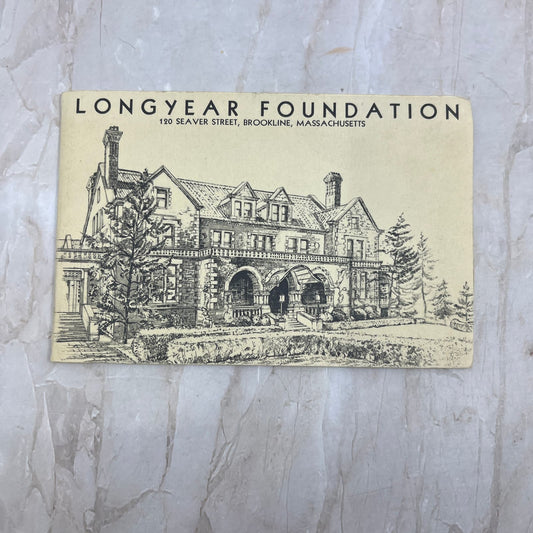 LONGYEAR FOUNDATION
120 SEAVER STREET, BROOKLINE, MASSACHUSETTS